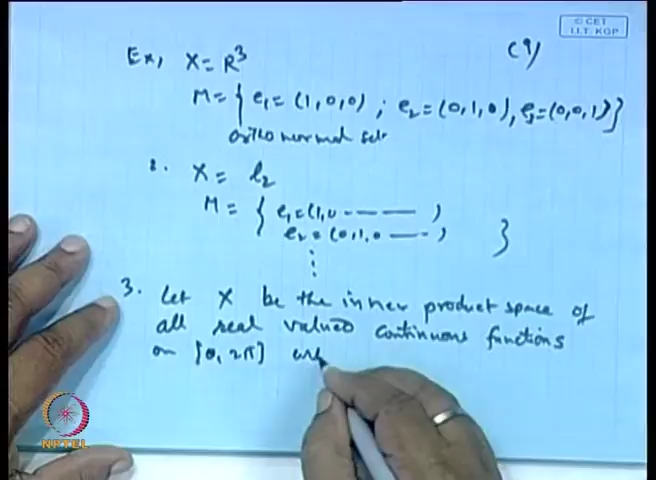 © CET
I.I.T. KGP
Ex, X = R³ (9)
M = { e₁ = (1,0,0) ; e₂ = (0,1,0), e₃ = (0,0,1) }
orthonormal set
2. X = l₂
M = { e₁ = (1,0 ------ )
e₂ = (0,1,0 ---- ) }
⋮
3. Let X be the inner product space of
all real valued continuous functions
on [0, 2π]
NPTEL